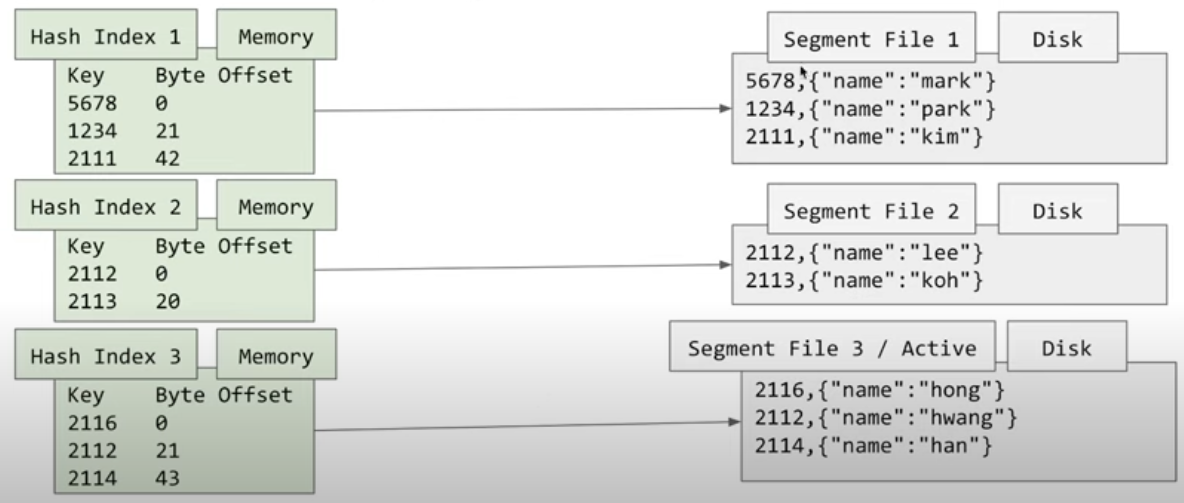 Hash Index 1 Memory
Key Byte Offset
5678 0
1234 21
2111 42
Segment File 1 Disk
5678,{"name":"mark"}
1234,{"name":"park"}
2111,{"name":"kim"}
Hash Index 2 Memory
Key Byte Offset
2112 0
2113 20
Segment File 2 Disk
2112,{"name":"lee"}
2113,{"name":"koh"}
Hash Index 3 Memory
Key Byte Offset
2116 0
2112 21
2114 43
Segment File 3 / Active Disk
2116,{"name":"hong"}
2112,{"name":"hwang"}
2114,{"name":"han"}